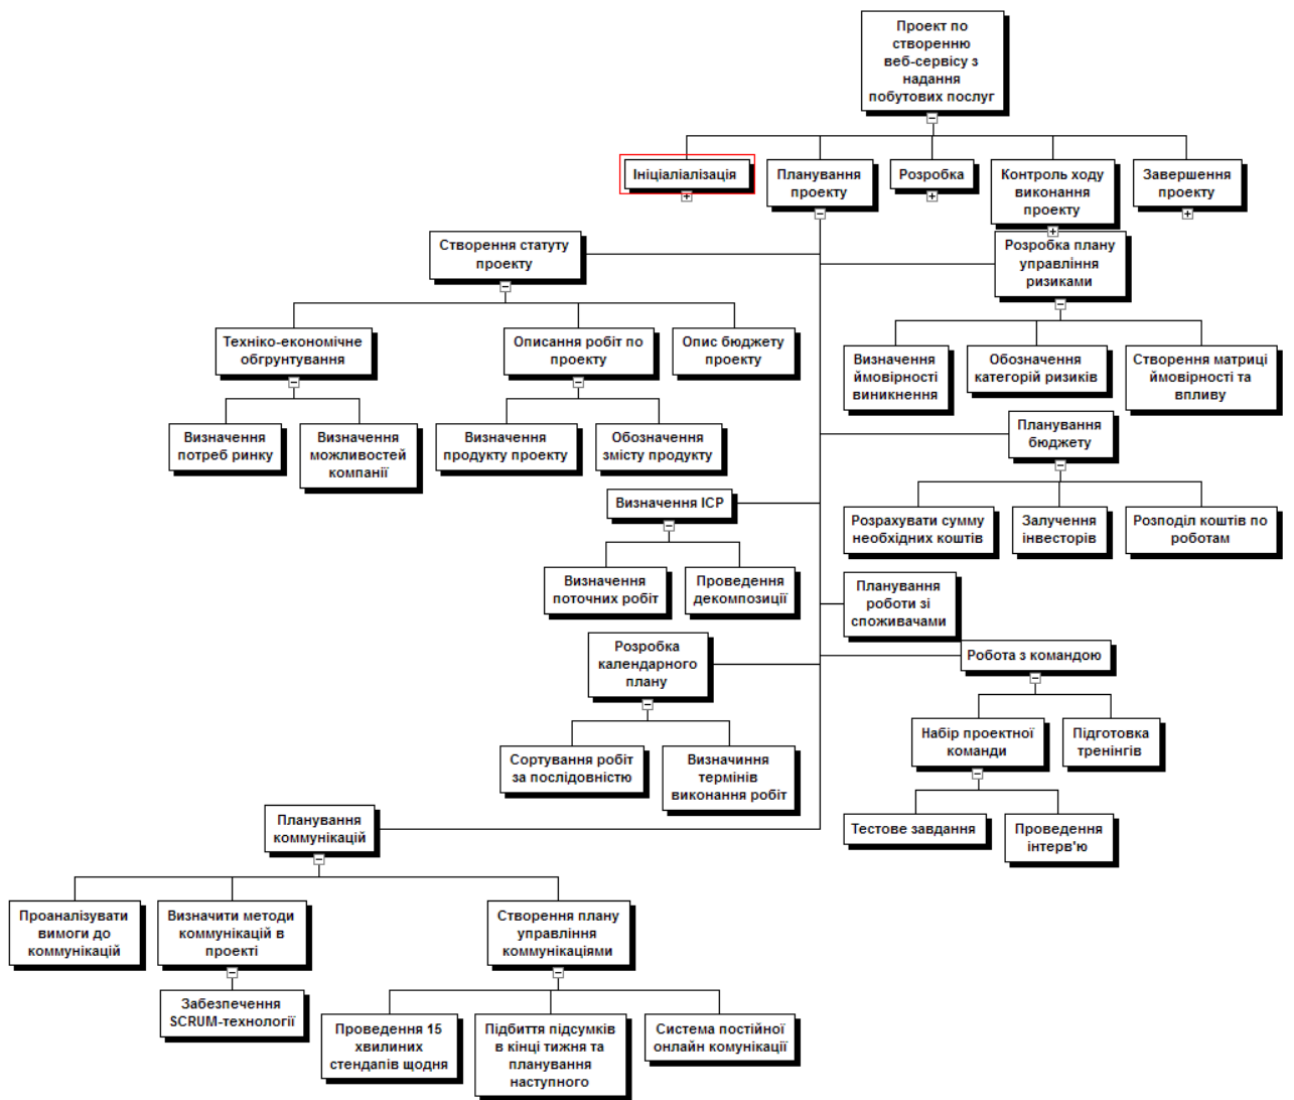 Проект по
створенню
веб-сервісу з
надання
побутових послуг
Ініціаліалізація
Планування
проекту
Розробка
Контроль ходу
виконання
проекту
Завершення
проекту
Створення статуту
проекту
Розробка плану
управління
ризиками
Техніко-економічне
обгрунтування
Описання робіт по
проекту
Опис бюджету
проекту
Визначення
ймовірності
виникнення
Обозначення
категорій ризиків
Створення матриці
ймовірності та
впливу
Визначення
потреб ринку
Визначення
можливостей
компанії
Визначення
продукту проекту
Обозначення
змісту продукту
Планування
бюджету
Визначення ІСР
Розрахувати сумму
необхідних коштів
Залучення
інвесторів
Розподіл коштів по
роботам
Визначення
поточних робіт
Проведення
декомпозиції
Планування
роботи зі
споживачами
Розробка
календарного
плану
Робота з командою
Сортування робіт
за послідовністю
Визначиння
термінів
виконання робіт
Набір проектної
команди
Підготовка
тренінгів
Тестове завдання
Проведення
інтерв'ю
Планування
коммунікацій
Проаналізувати
вимоги до
коммунікацій
Визначити методи
коммунікацій в
проекті
Створення плану
управління
коммунікаціями
Забезпечення
SCRUM-технології
Проведення 15
хвилиних
стендапів щодня
Підбиття підсумків
в кінці тижня та
планування
наступного
Система постійної
онлайн комунікації